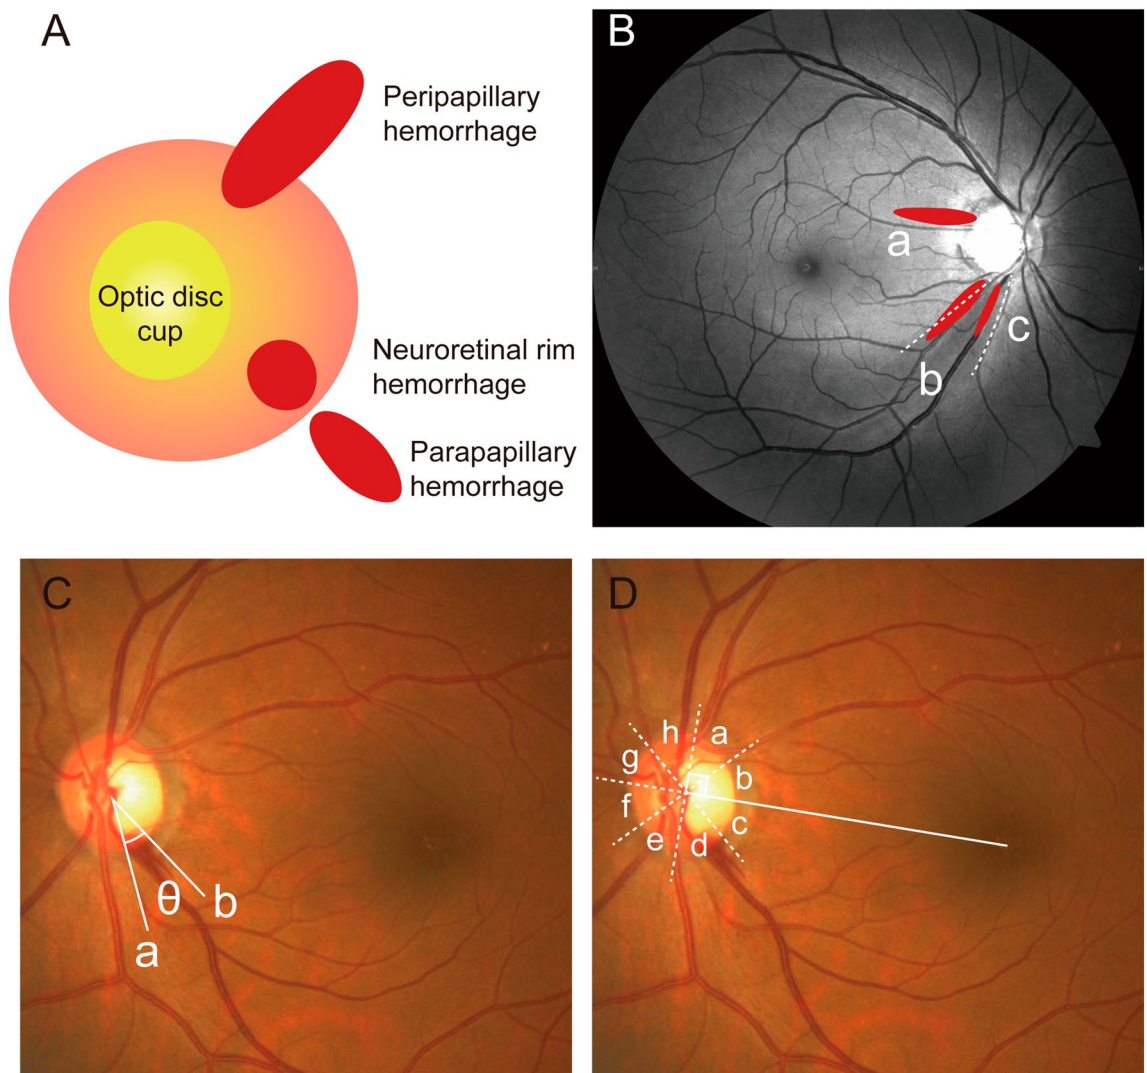 A
Peripapillary
hemorrhage
Optic disc
cup
Neuroretinal rim
hemorrhage
Parapapillary
hemorrhage
B
a
b
c
C
θ
a
b
D
h
a
g
b
f
c
e
d